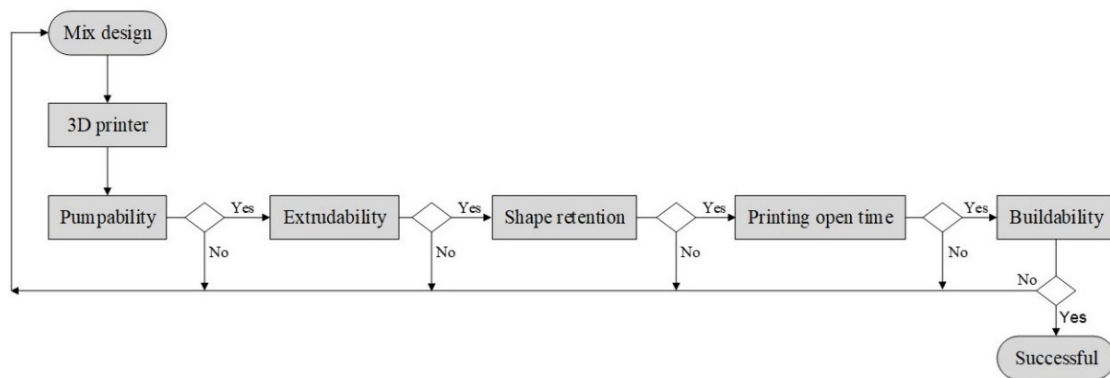 Mix design
3D printer
Pumpability
Yes
Extrudability
Yes
Shape retention
Yes
Printing open time
Yes
Buildability
No
No
No
No
No
Yes
Successful